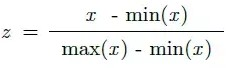 z = x - min(x)
max(x) - min(x)